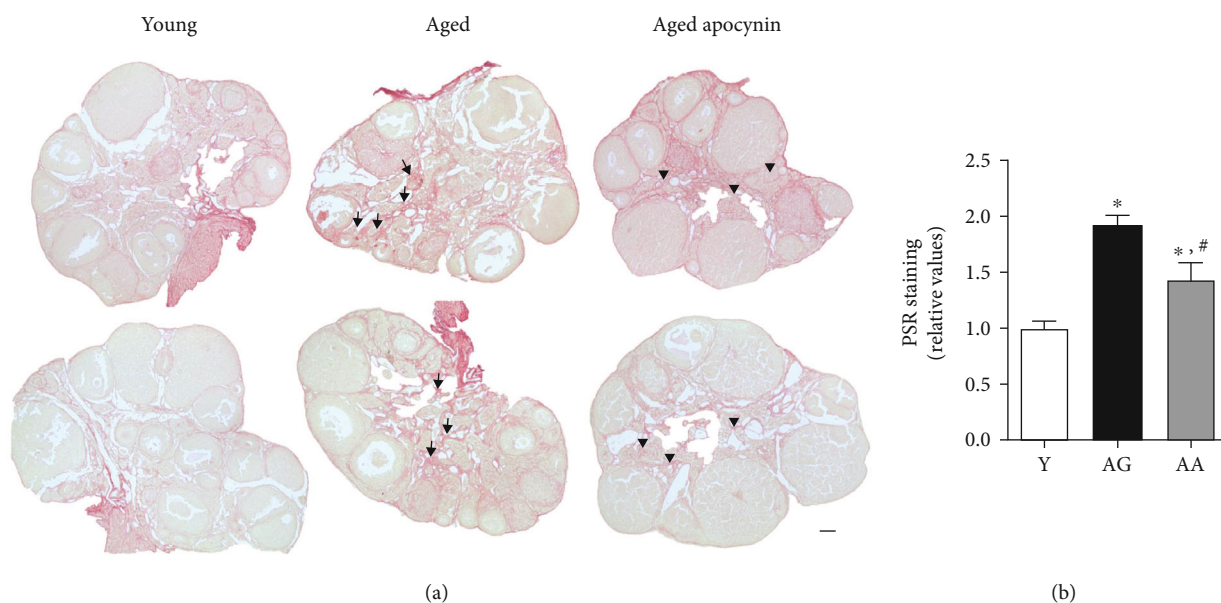 Young
Aged
Aged apocynin
PSR staining
(relative values)
2.5
2.0
1.5
1.0
0.5
0.0
*
*, #
Y
AG
AA
(a)
(b)